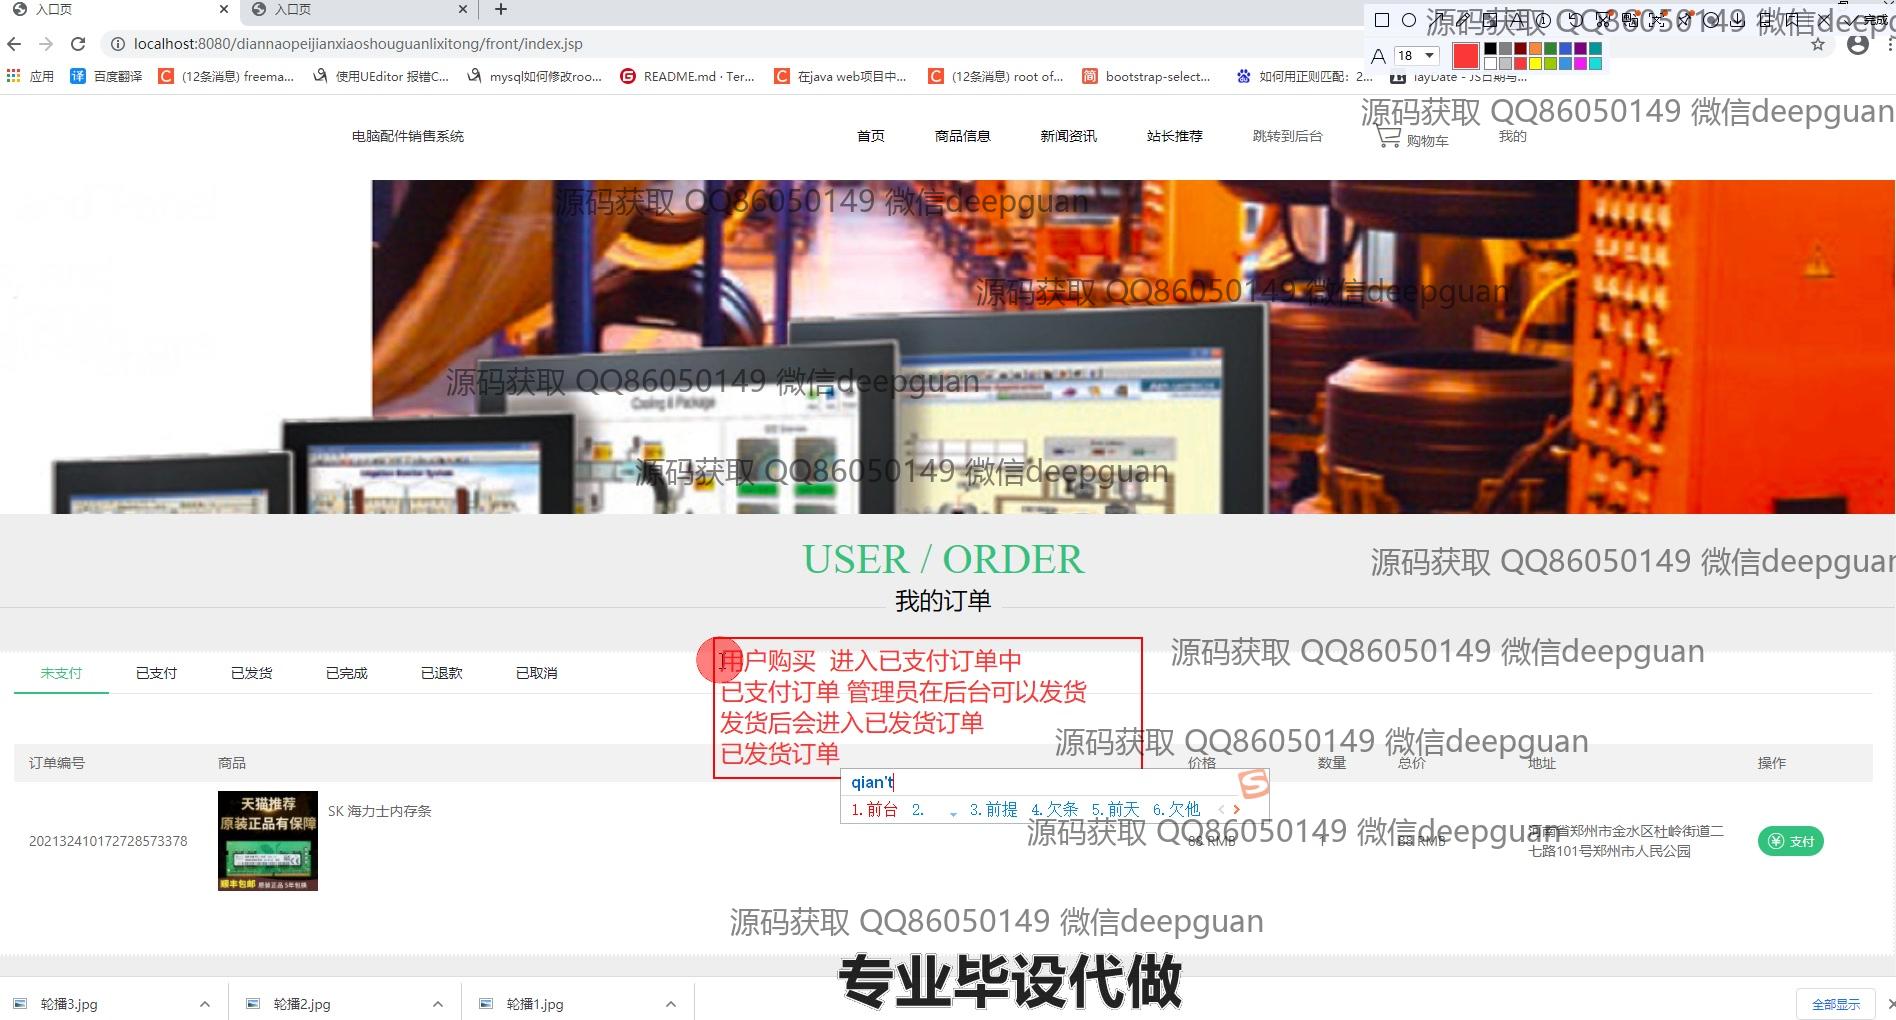 入口页
入口页
localhost:8080/diannaopeijianxiaoshouguanlixitong/front/index.jsp
18
完成
应用
百度翻译
(12条消息) freema...
使用UEditor 报错C...
mysql如何修改roo...
README.md · Ter...
在java web项目中...
(12条消息) root of...
bootstrap-select...
如何用正则匹配：2...
layDate - JS日期与...
源码获取 QQ86050149 微信deepguan
源码获取 QQ86050149 微信deepguan
电脑配件销售系统
首页
商品信息
新闻资讯
站长推荐
跳转到后台
购物车
我的
源码获取 QQ86050149 微信deepguan
源码获取 QQ86050149 微信deepguan
源码获取 QQ86050149 微信deepguan
Cooling & Package
源码获取 QQ86050149 微信deepguan
USER / ORDER
源码获取 QQ86050149 微信deepguan
我的订单
源码获取 QQ86050149 微信deepguan
未支付
已支付
已发货
已完成
已退款
已取消
用户购买 进入已支付订单中
已支付订单 管理员在后台可以发货
发货后会进入已发货订单
已发货订单
源码获取 QQ86050149 微信deepguan
订单编号
商品
价格
数量
总价
地址
操作
qian't
1.前台 2. 3.前提 4.欠条 5.前天 6.欠他
天猫推荐
原装正品有保障
顺丰包邮 原装正品 5年包换
SK 海力士内存条
202132410172728573378
源码获取 QQ86050149 微信deepguan
88 RMB
1
88 RMB
河南省郑州市金水区杜岭街道二
七路101号郑州市人民公园
支付
源码获取 QQ86050149 微信deepguan
专业毕设代做
轮播3.jpg
轮播2.jpg
轮播1.jpg
全部显示